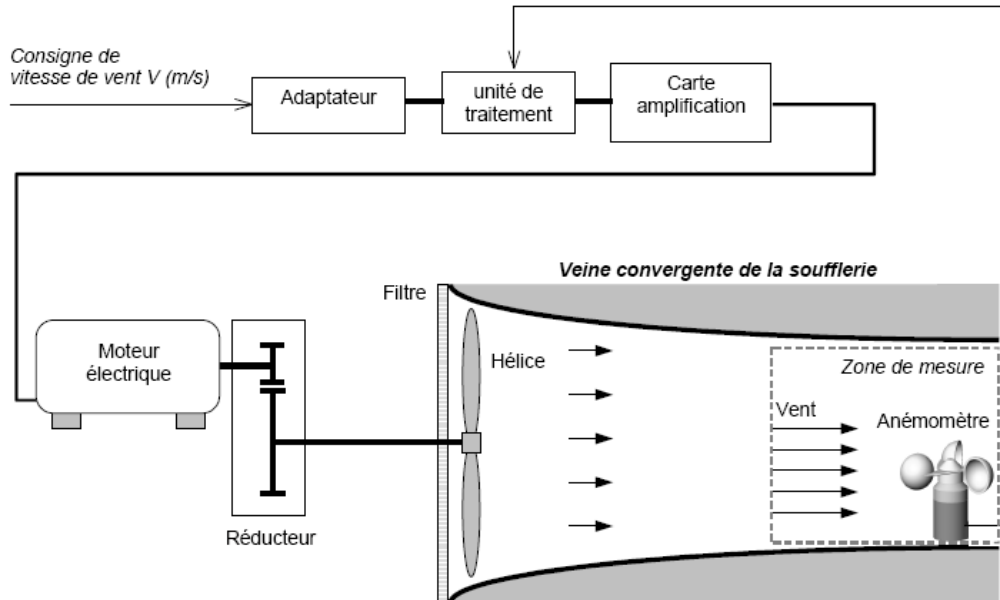 Consigne de
vitesse de vent V (m/s)
Adaptateur
unité de
traitement
Carte
amplification
Veine convergente de la soufflerie
Filtre
Moteur
électrique
Hélice
Zone de mesure
Vent
Anémomètre
Réducteur